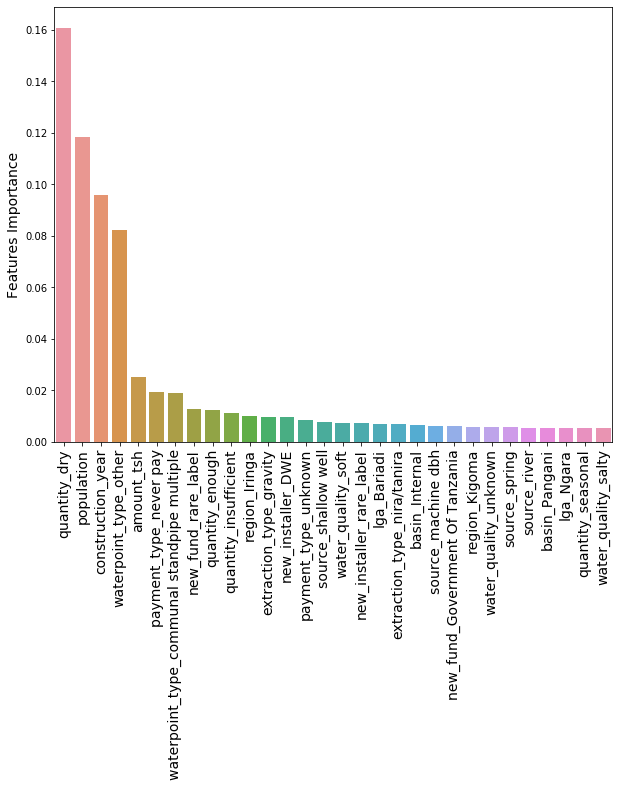 Features Importance
0.16
0.14
0.12
0.10
0.08
0.06
0.04
0.02
0.00
quantity_dry
population
construction_year
waterpoint_type_other
amount_tsh
payment_type_never pay
waterpoint_type_communal standpipe multiple
new_fund_rare_label
quantity_enough
quantity_insufficient
region_Iringa
extraction_type_gravity
new_installer_DWE
payment_type_unknown
source_shallow well
water_quality_soft
new_installer_rare_label
lga_Bariadi
extraction_type_nira/tanira
basin_Internal
source_machine dbh
new_fund_Government Of Tanzania
region_Kigoma
water_quality_unknown
source_spring
source_river
basin_Pangani
lga_Ngara
quantity_seasonal
water_quality_salty